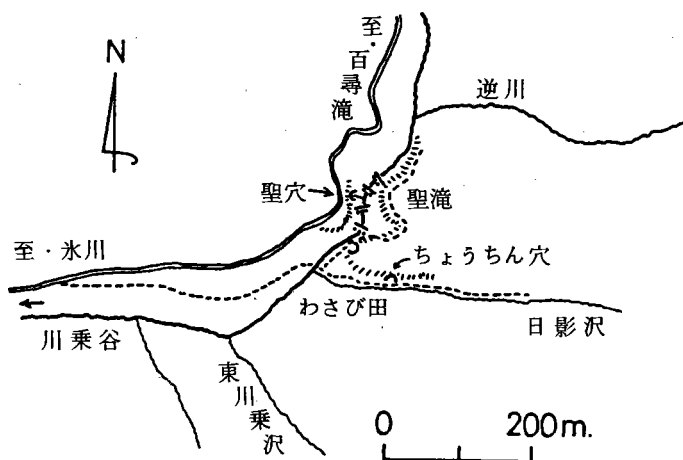 N
至・百尋滝
逆川
聖穴
聖滝
至・氷川
ちょうちん穴
わさび田
川乗谷
日影沢
東川乗沢
0 200m.